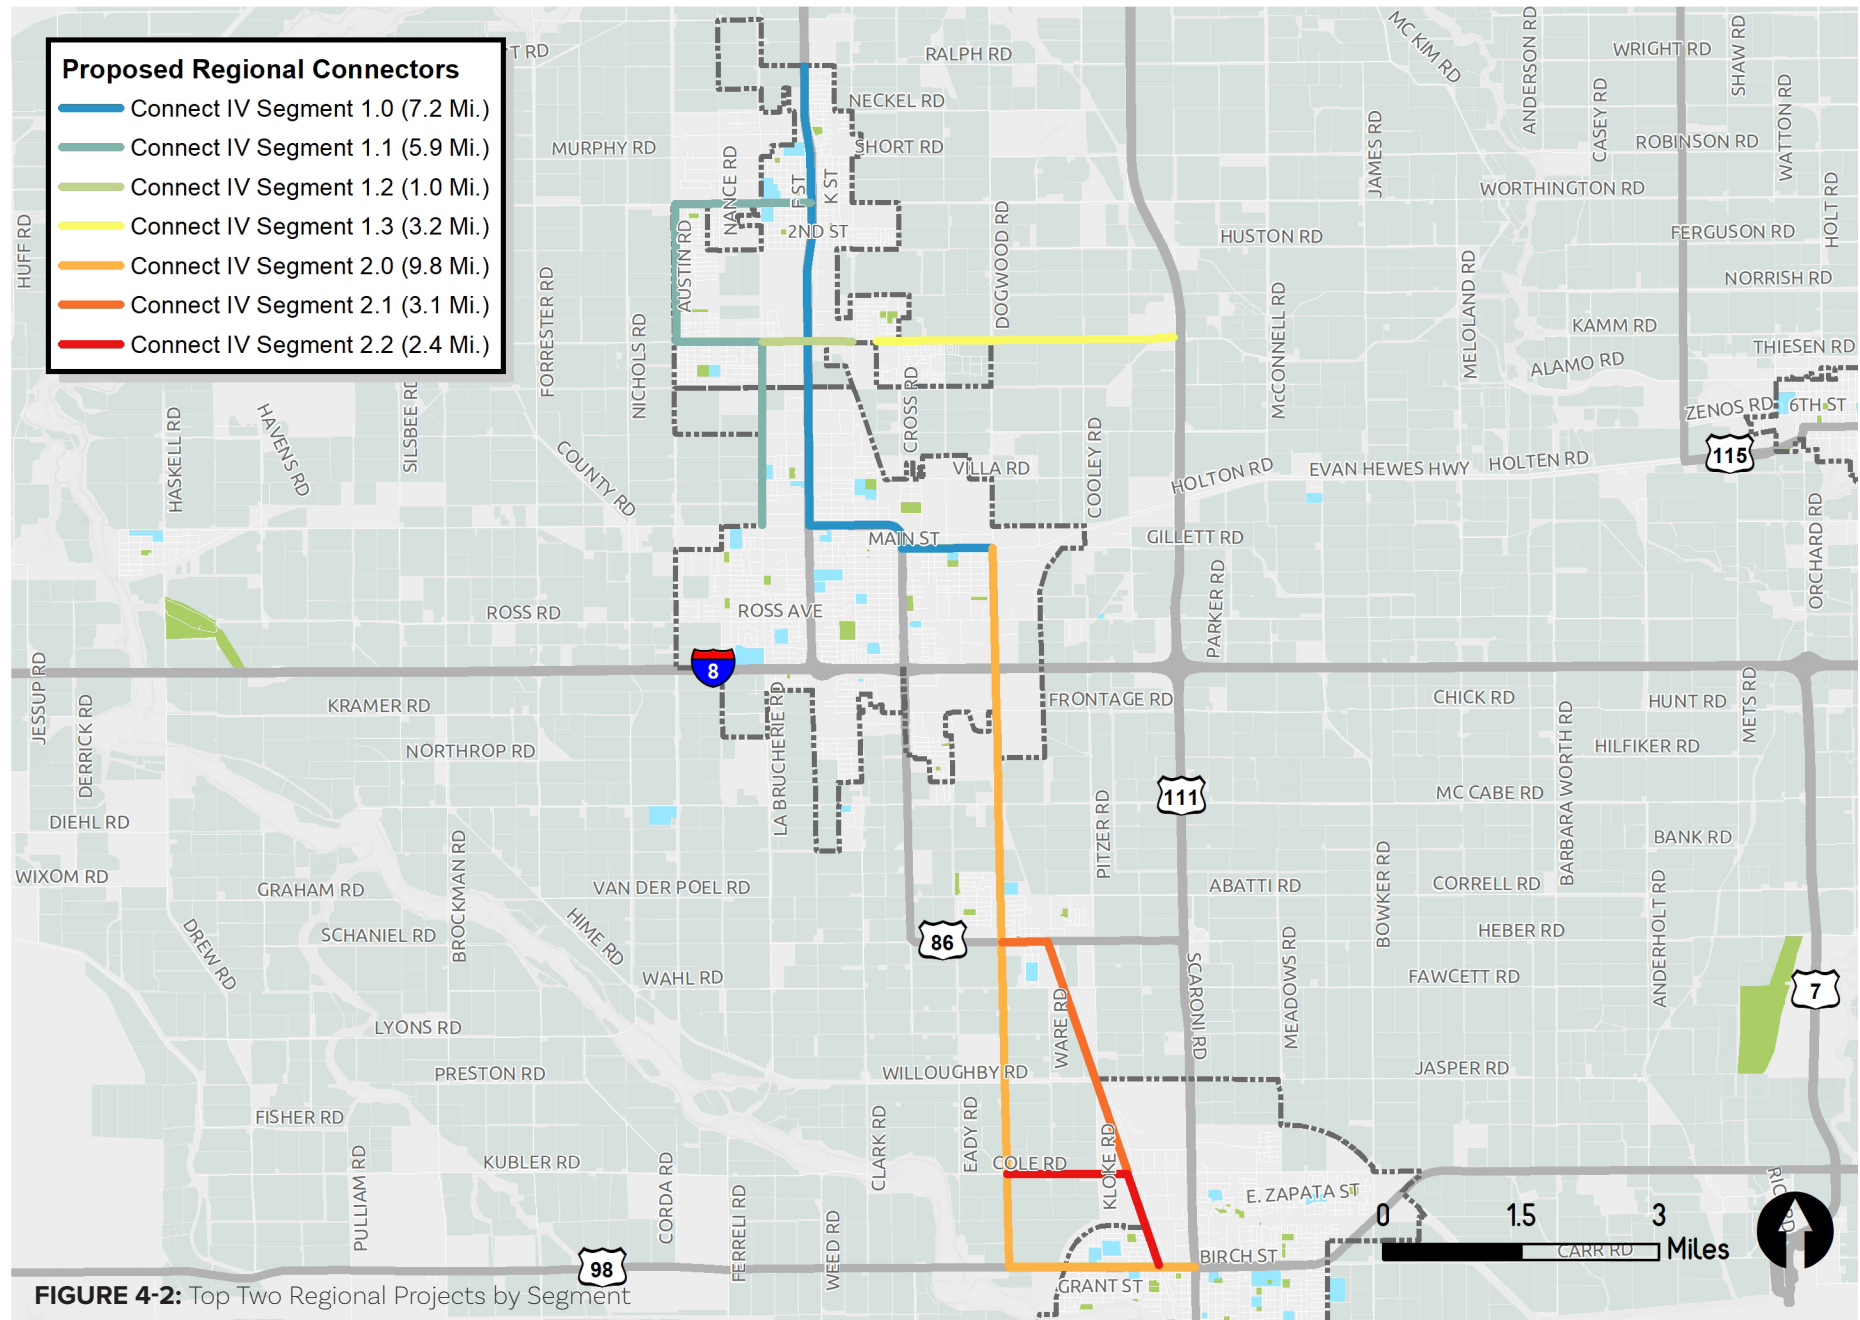 Proposed Regional Connectors
Connect IV Segment 1.0 (7.2 Mi.)
Connect IV Segment 1.1 (5.9 Mi.)
Connect IV Segment 1.2 (1.0 Mi.)
Connect IV Segment 1.3 (3.2 Mi.)
Connect IV Segment 2.0 (9.8 Mi.)
Connect IV Segment 2.1 (3.1 Mi.)
Connect IV Segment 2.2 (2.4 Mi.)
T RD
RALPH RD
MC KIM RD
ANDERSON RD
WRIGHT RD
SHAW RD
NECKEL RD
CASEY RD
WATTON RD
MURPHY RD
SHORT RD
JAMES RD
ROBINSON RD
NANCE RD
K ST
WORTHINGTON RD
HOLT RD
HUFF RD
AUSTIN RD
2ND ST
DOGWOOD RD
HUSTON RD
FERGUSON RD
FORRESTER RD
NICHOLS RD
McCONNELL RD
MELOLAND RD
NORRISH RD
KAMM RD
THIESEN RD
ALAMO RD
SILSBEE RD
HASKELL RD
HAVENS RD
COUNTY RD
CROSS RD
COOLEY RD
ZENOS RD
6TH ST
115
VILLA RD
HOLTON RD
EVAN HEWES HWY
HOLTEN RD
MAIN ST
GILLETT RD
ORCHARD RD
ROSS RD
ROSS AVE
PARKER RD
8
JESSUP RD
DERRICK RD
KRAMER RD
LA BRUCHERIE RD
FRONTAGE RD
CHICK RD
HUNT RD
METS RD
NORTHROP RD
BARBARA WORTH RD
HILFIKER RD
111
MC CABE RD
DIEHL RD
PITZER RD
BANK RD
WIXOM RD
GRAHAM RD
BROCKMAN RD
VAN DER POEL RD
ABATTI RD
BOWKER RD
CORRELL RD
ANDERHOLT RD
DREW RD
SCHANIEL RD
HIME RD
86
HEBER RD
WAHL RD
SCARONI RD
MEADOWS RD
FAWCETT RD
7
LYONS RD
WARE RD
PRESTON RD
WILLOUGHBY RD
JASPER RD
FISHER RD
CLARK RD
EADY RD
KLOKE RD
PULLIAM RD
KUBLER RD
CORDA RD
COLE RD
E. ZAPATA ST
FERRELL RD
WEED RD
0 1.5 3
Miles
CARR RD
98
BIRCH ST
GRANT ST
FIGURE 4-2: Top Two Regional Projects by Segment